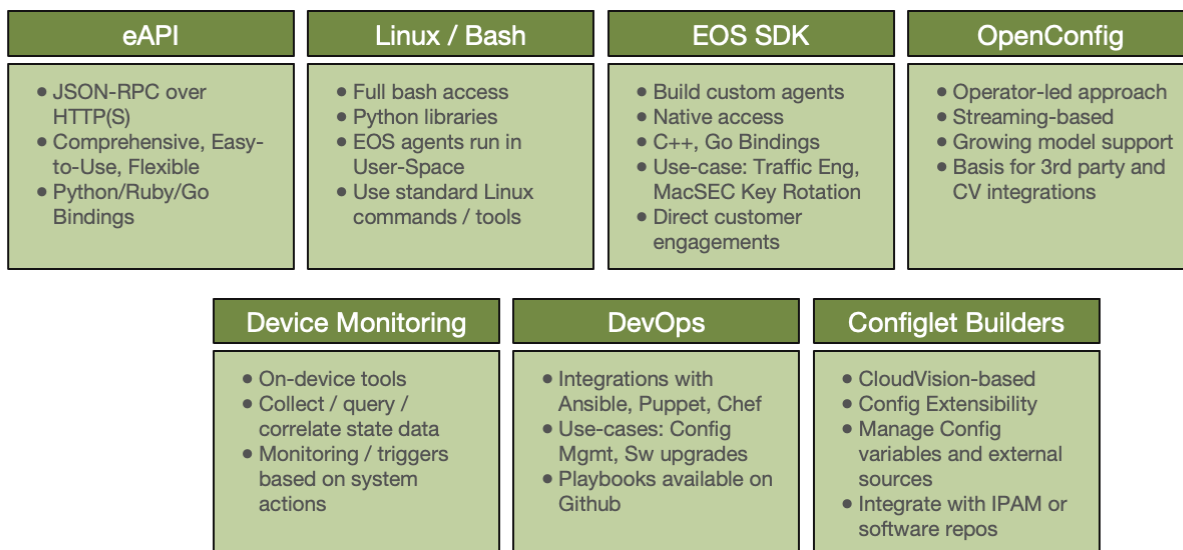 eAPI
• JSON-RPC over
HTTP(S)
• Comprehensive, Easy-
to-Use, Flexible
• Python/Ruby/Go
Bindings
Linux / Bash
• Full bash access
• Python libraries
• EOS agents run in
User-Space
• Use standard Linux
commands / tools
EOS SDK
• Build custom agents
• Native access
• C++, Go Bindings
• Use-case: Traffic Eng,
MacSEC Key Rotation
• Direct customer
engagements
OpenConfig
• Operator-led approach
• Streaming-based
• Growing model support
• Basis for 3rd party and
CV integrations
Device Monitoring
• On-device tools
• Collect / query /
correlate state data
• Monitoring / triggers
based on system
actions
DevOps
• Integrations with
Ansible, Puppet, Chef
• Use-cases: Config
Mgmt, Sw upgrades
• Playbooks available on
Github
Configlet Builders
• CloudVision-based
• Config Extensibility
• Manage Config
variables and external
sources
• Integrate with IPAM or
software repos